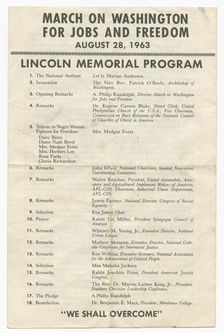 MARCH ON WASHINGTON
FOR JOBS AND FREEDOM
AUGUST 28, 1963
LINCOLN MEMORIAL PROGRAM
1. The National Anthem Led by Marian Anderson.
2. Invocation The Very Rev. Patrick O'Boyle, Archbishop of
Washington.
3. Opening Remarks A. Philip Randolph, Director March on Washington
for Jobs and Freedom.
4. Remarks Dr. Eugene Carson Blake, Stated Clerk, United
Presbyterian Church of the U.S.A.; Vice Chairman,
Commission on Race Relations of the National Council
of Churches of Christ in America.
5. Tribute to Negro Women
Fighters for Freedom Mrs. Medgar Evers
Daisy Bates
Diane Nash Bevel
Mrs. Medgar Evers
Mrs. Herbert Lee
Rosa Parks
Gloria Richardson
6. Remarks John Lewis, National Chairman, Student Nonviolent
Coordinating Committee.
7. Remarks Walter Reuther, President, United Automobile, Aero-
space and Agricultural Implement Workers of America,
AFL-CIO; Chairman, Industrial Union Department,
AFL-CIO.
8. Remarks James Farmer, National Director, Congress of Racial
Equality.
9. Selection Eva Jessye Choir
10. Prayer Rabbi Uri Miller, President Synagogue Council of
America.
11. Remarks Whitney M. Young, Jr., Executive Director, National
Urban League.
12. Remarks Mathew Ahmann, Executive Director, National Cath-
olic Conference for Interracial Justice.
13. Remarks Roy Wilkins, Executive Secretary, National Association
for the Advancement of Colored People.
14. Selection Miss Mahalia Jackson
15. Remarks Rabbi Joachim Prinz, President American Jewish
Congress.
16. Remarks The Rev. Dr. Martin Luther King, Jr., President,
Southern Christian Leadership Conference.
17. The Pledge A Philip Randolph
18. Benediction Dr. Benjamin E. Mays, President, Morehouse College.
"WE SHALL OVERCOME"